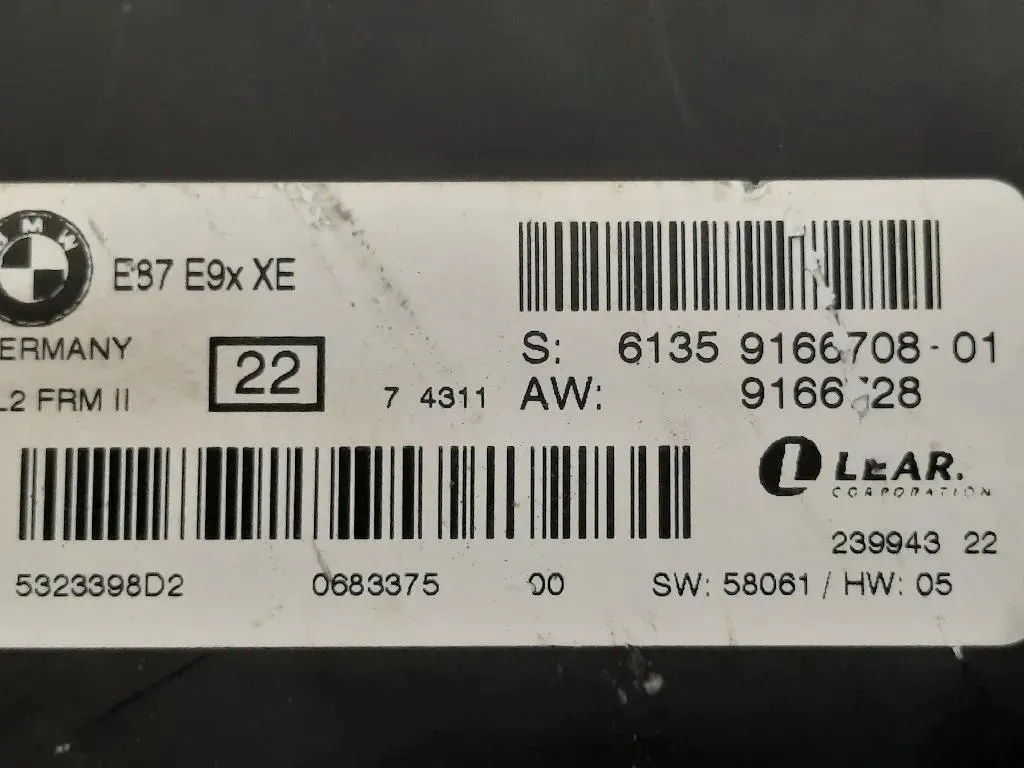 BMW
E87 E9x XE
ERMANY
L2 FRM II
22
7 4311
S: 6135 9166708-01
AW:
LEAR.
CORPORATION
239943 22
5323398D2 0683375 00 SW: 58061 / HW: 05